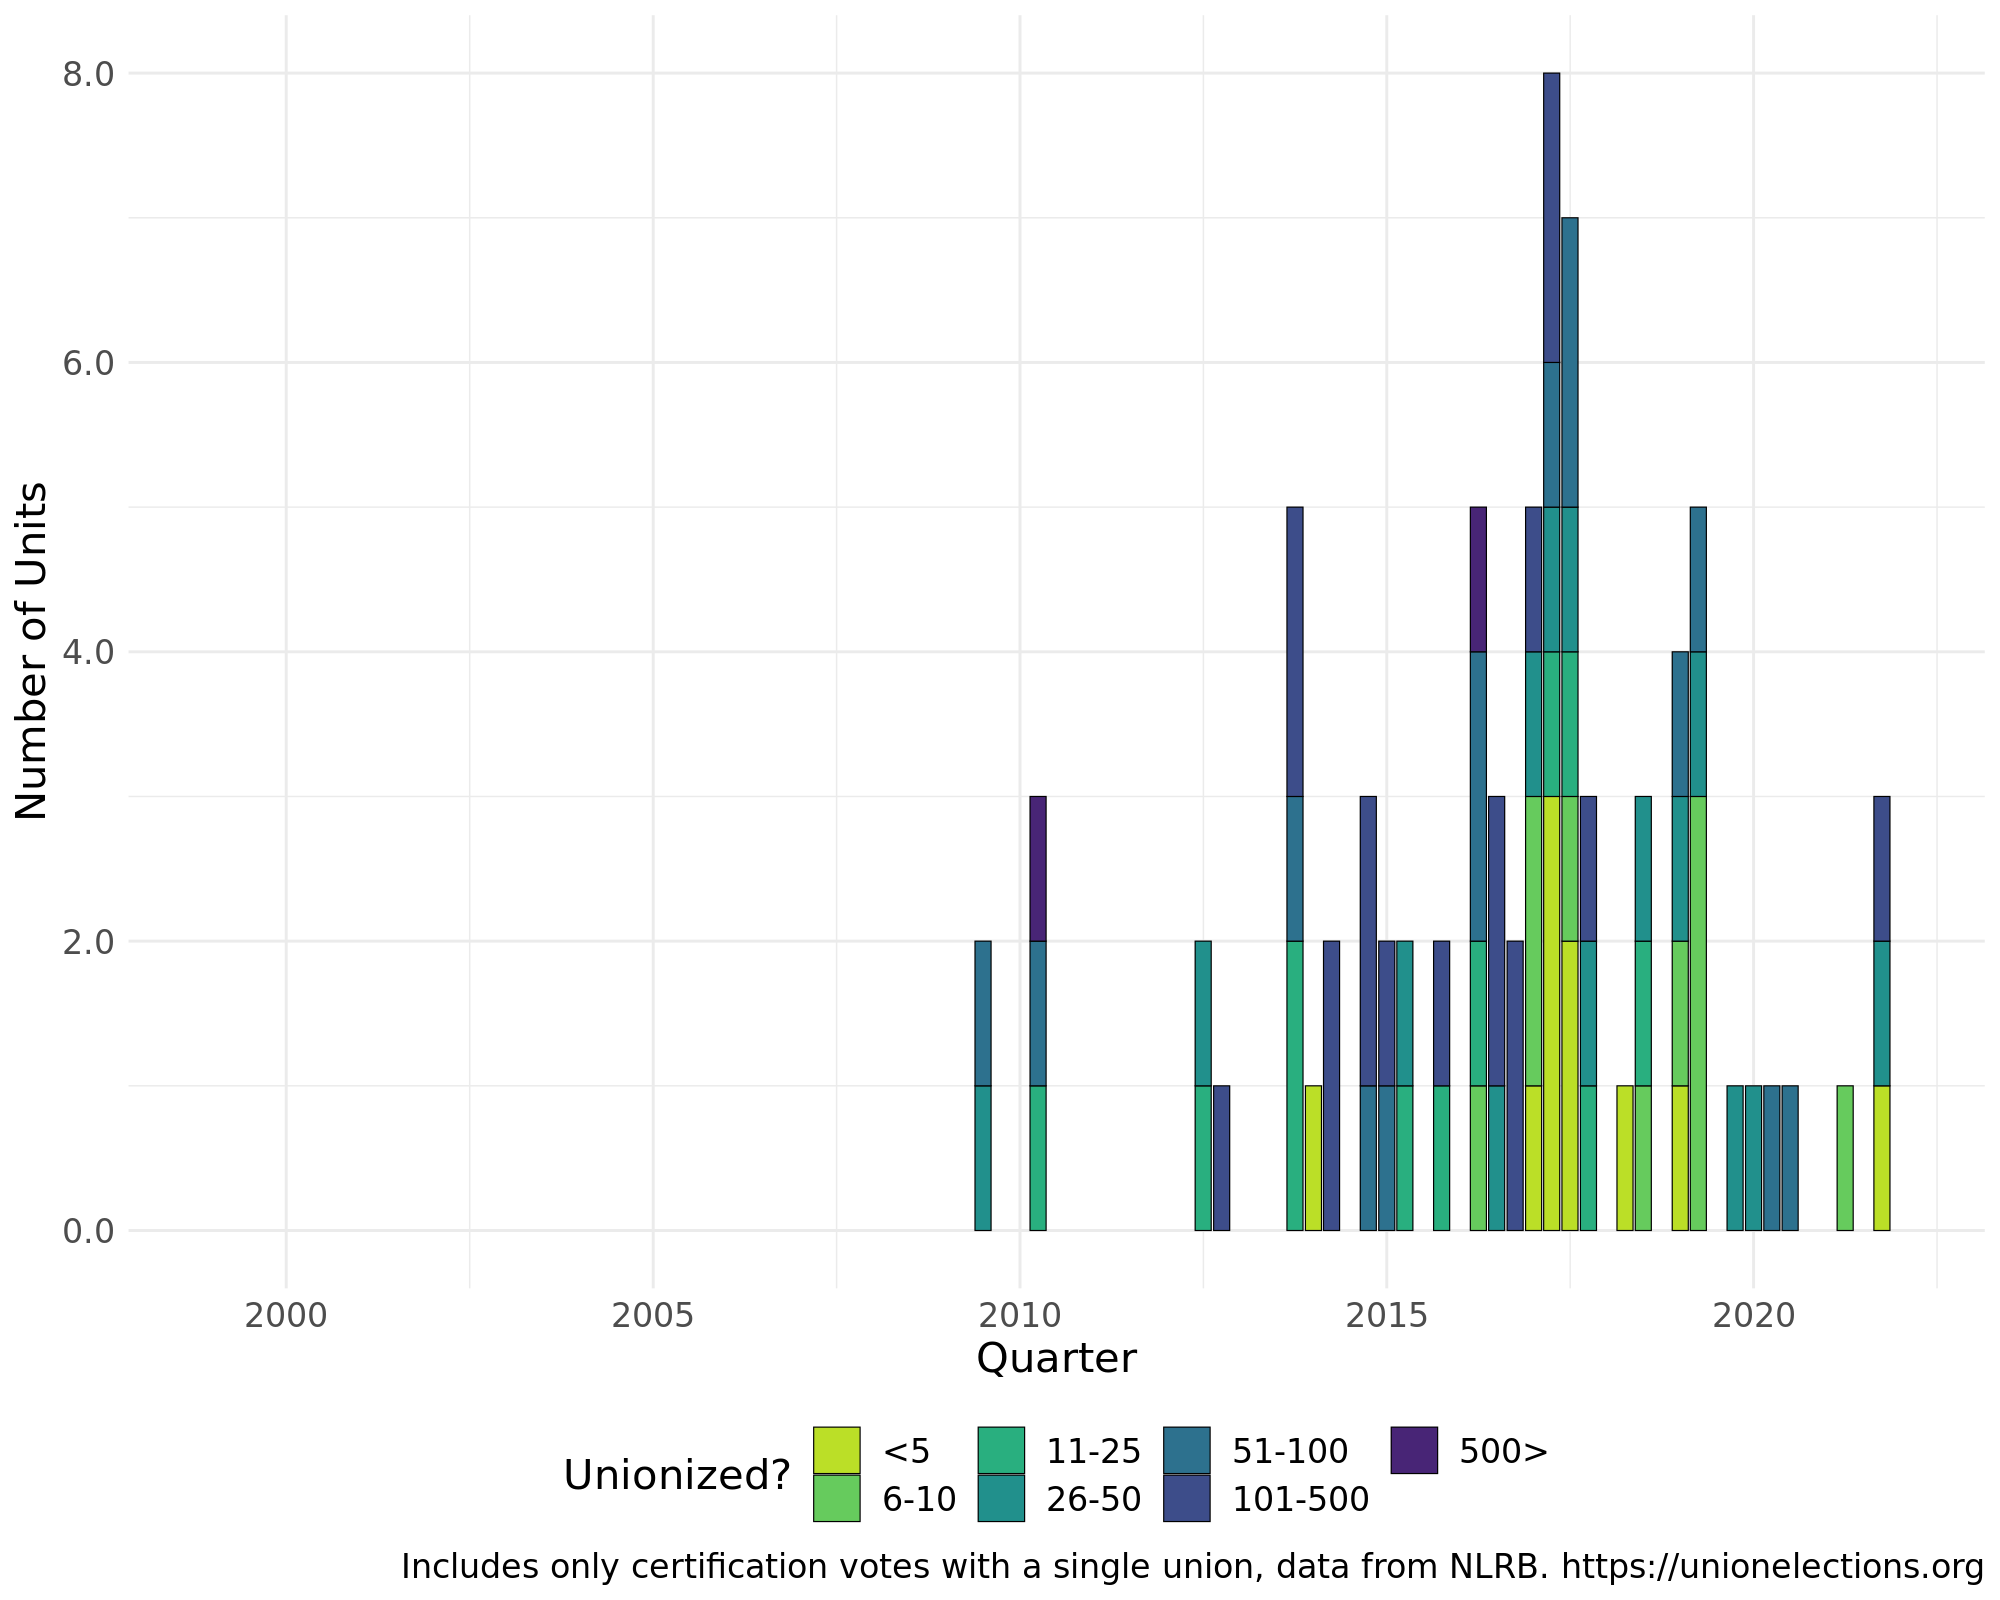 8.0
6.0
4.0
2.0
0.0
Number of Units
2000 2005 2010 2015 2020
Quarter
Unionized?
<5 11-25 51-100 500>
6-10 26-50 101-500
Includes only certification votes with a single union, data from NLRB. https://unionelections.org